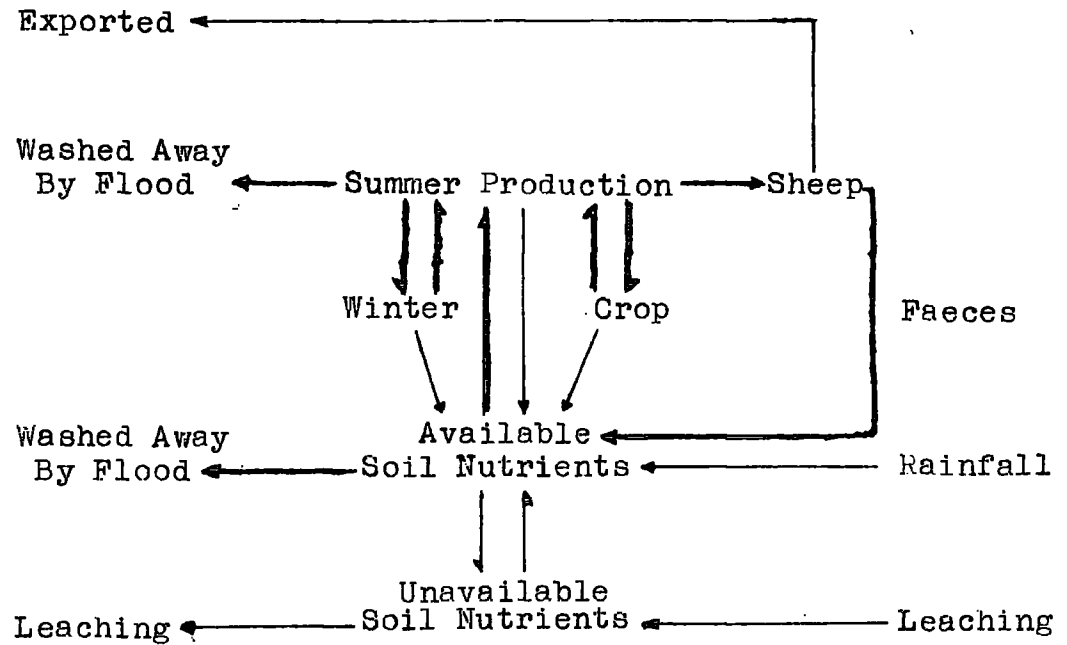 Exported
Washed Away
By Flood
Summer Production
Sheep
Winter
Crop
Faeces
Washed Away
By Flood
Available
Soil Nutrients
Rainfall
Unavailable
Soil Nutrients
Leaching
Leaching